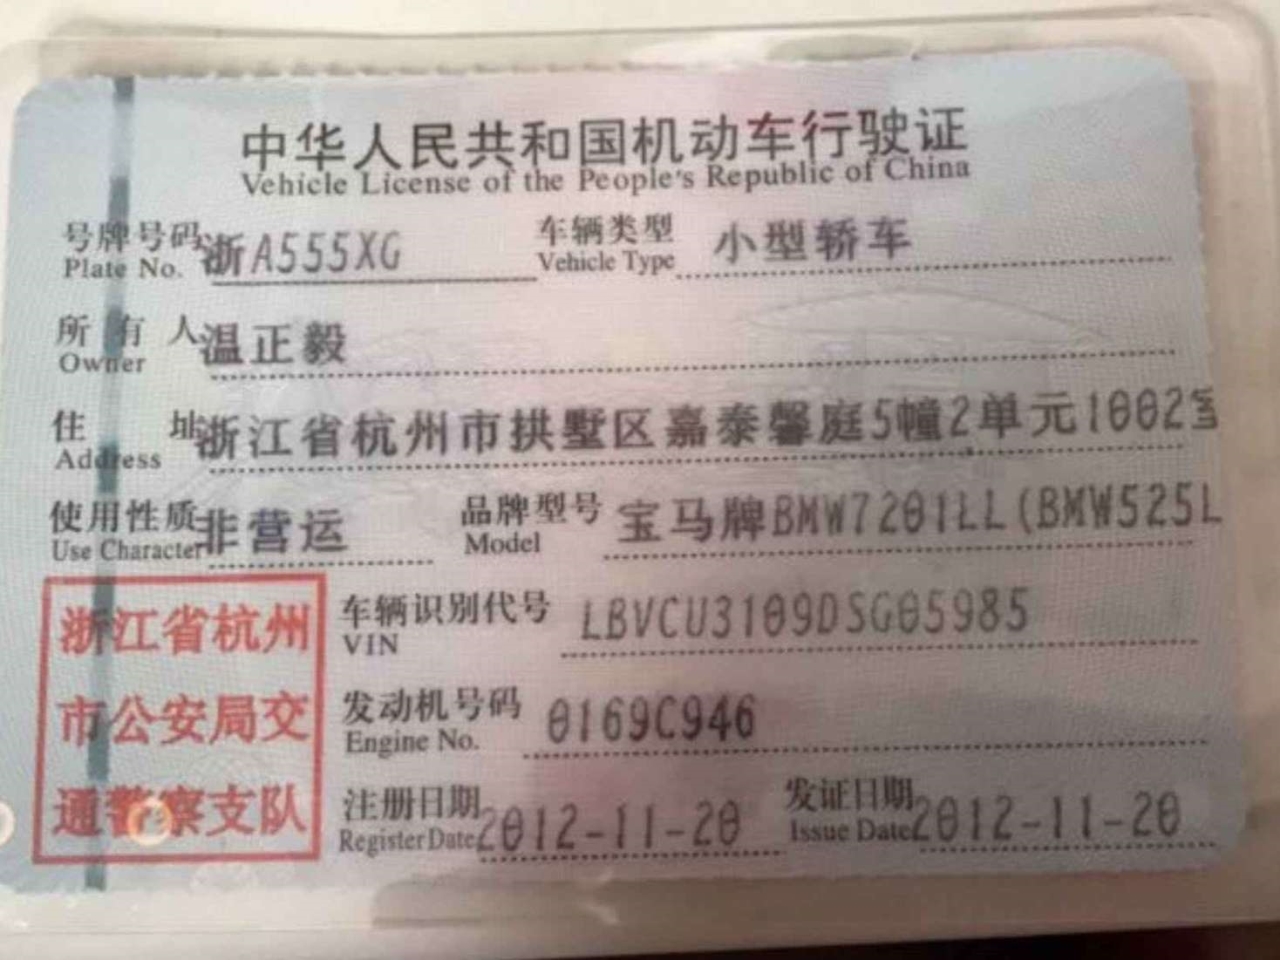 中华人民共和国机动车行驶证
Vehicle License of the People's Republic of China
号牌号码 浙A555XG 车辆类型 小型轿车
Plate No. Vehicle Type
所有人 温正毅
Owner
住址 浙江省杭州市拱墅区嘉泰馨庭5幢2单元1002室
Address
使用性质 非营运 品牌型号 宝马牌BMW7201LL(BMW525L
Use Character Model
浙江省杭州
市公安局交
通警察支队
车辆识别代号 LBVCU3109DSG05985
VIN
发动机号码 0169C946
Engine No.
注册日期 2012-11-20 发证日期 2012-11-20
Register Date Issue Date